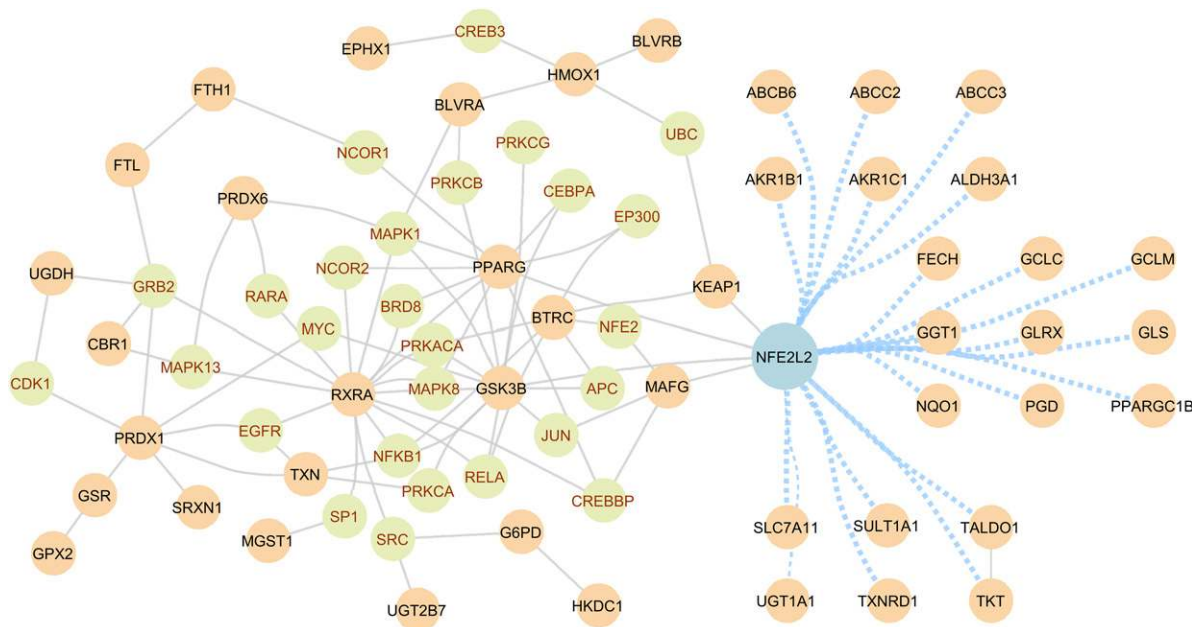 CREB3
BLVRB
EPHX1
HMOX1
FTH1
BLVRA
ABCB6
ABCC2
ABCC3
UBC
PRKCG
NCOR1
FTL
PRKCB
CEBPA
AKR1B1
AKR1C1
ALDH3A1
PRDX6
EP300
MAPK1
UGDH
NCOR2
PPARG
FECH
GCLC
GCLM
GRB2
RARA
KEAP1
BRD8
BTRC
NFE2
MYC
GGT1
GLRX
GLS
CBR1
PRKACA
NFE2L2
MAPK13
CDK1
RXRA
MAPK8
GSK3B
APC
MAFG
NQO1
PGD
PPARGC1B
PRDX1
EGFR
JUN
NFKB1
TXN
RELA
PRKCA
CREBBP
GSR
SRXN1
SP1
MGST1
SRC
G6PD
SLC7A11
SULT1A1
TALDO1
GPX2
UGT2B7
HKDC1
UGT1A1
TXNRD1
TKT